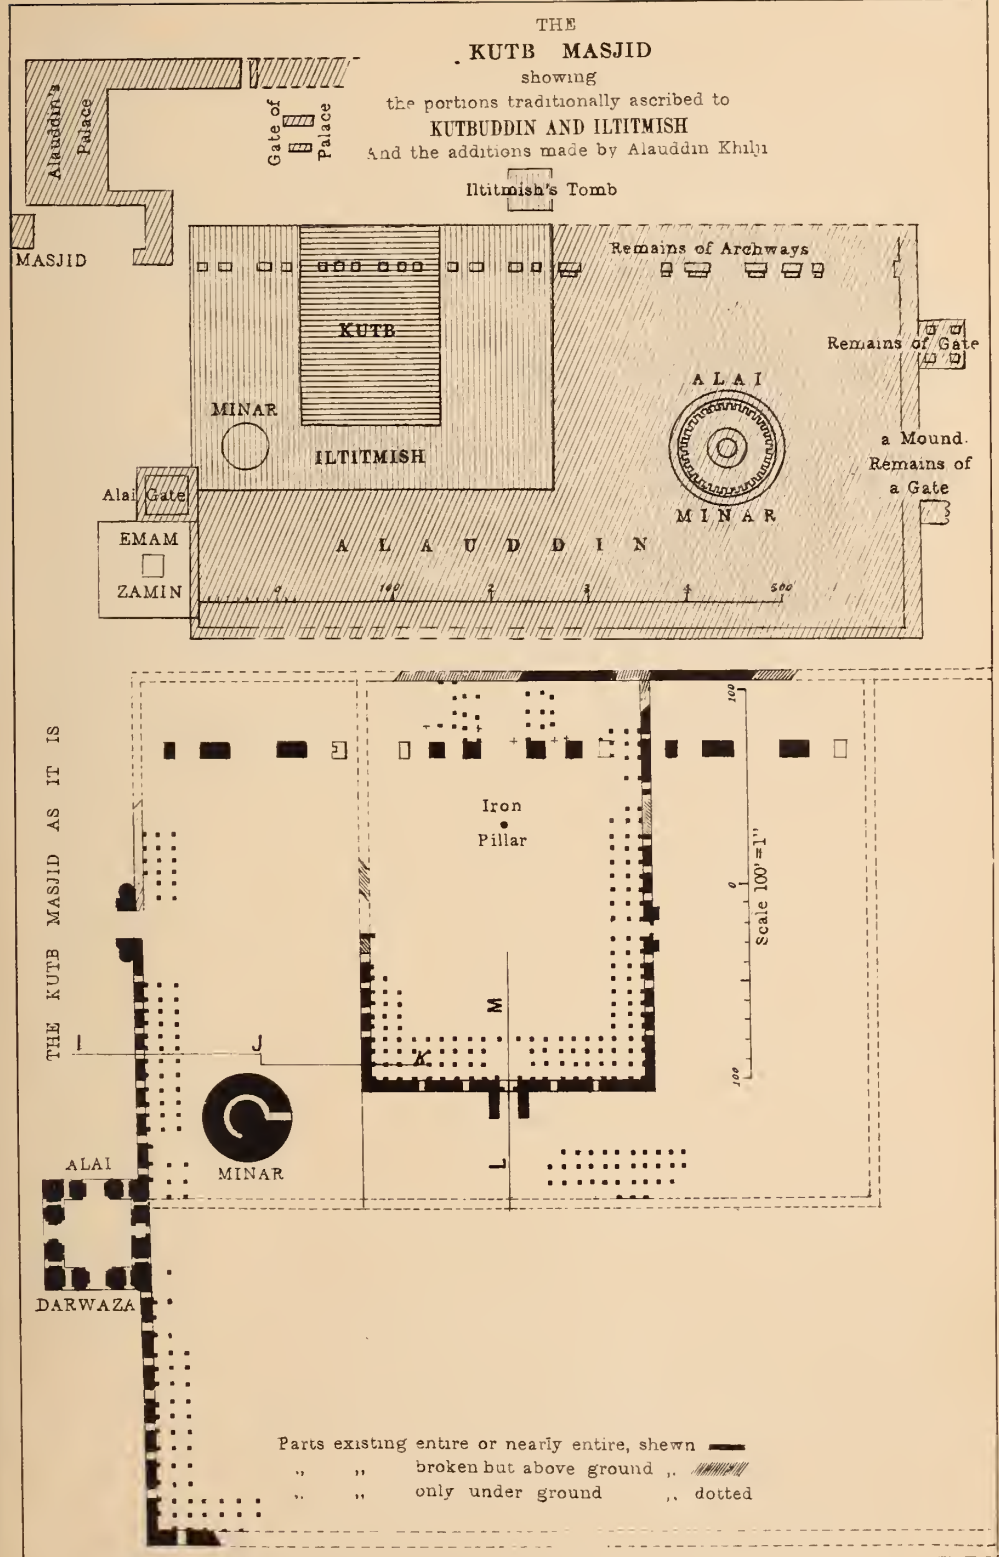 THE
KUTB MASJID
showing
the portions traditionally ascribed to
KUTBUDDIN AND ILTITMISH
And the additions made by Alauddin Khilji
Alauddin's
Palace
Gate of
Palace
MASJID
Iltitmish's Tomb
Remains of Archways
KUTB
Remains of Gate
MINAR
ILTITMISH
ALAI
MINAR
a Mound.
Remains of
a Gate
Alai Gate
EMAM
ZAMIN
ALAUDDIN
0 100 2 3 4 500
THE KUTB MASJID AS IT IS
Iron
Pillar
100
0
100
Scale 100'=1"
I
J
K
M
L
MINAR
ALAI
DARWAZA
Parts existing entire or nearly entire, shewn
„ „ broken but above ground „
„ „ only under ground „ dotted